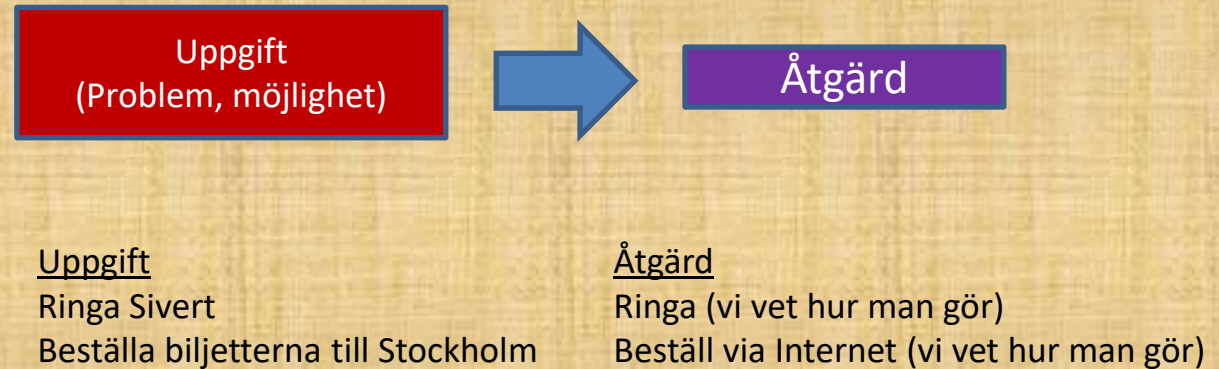 Uppgift
(Problem, möjlighet)
Åtgärd
Uppgift
Ringa Sivert
Beställa biljetterna till Stockholm
Åtgärd
Ringa (vi vet hur man gör)
Beställ via Internet (vi vet hur man gör)